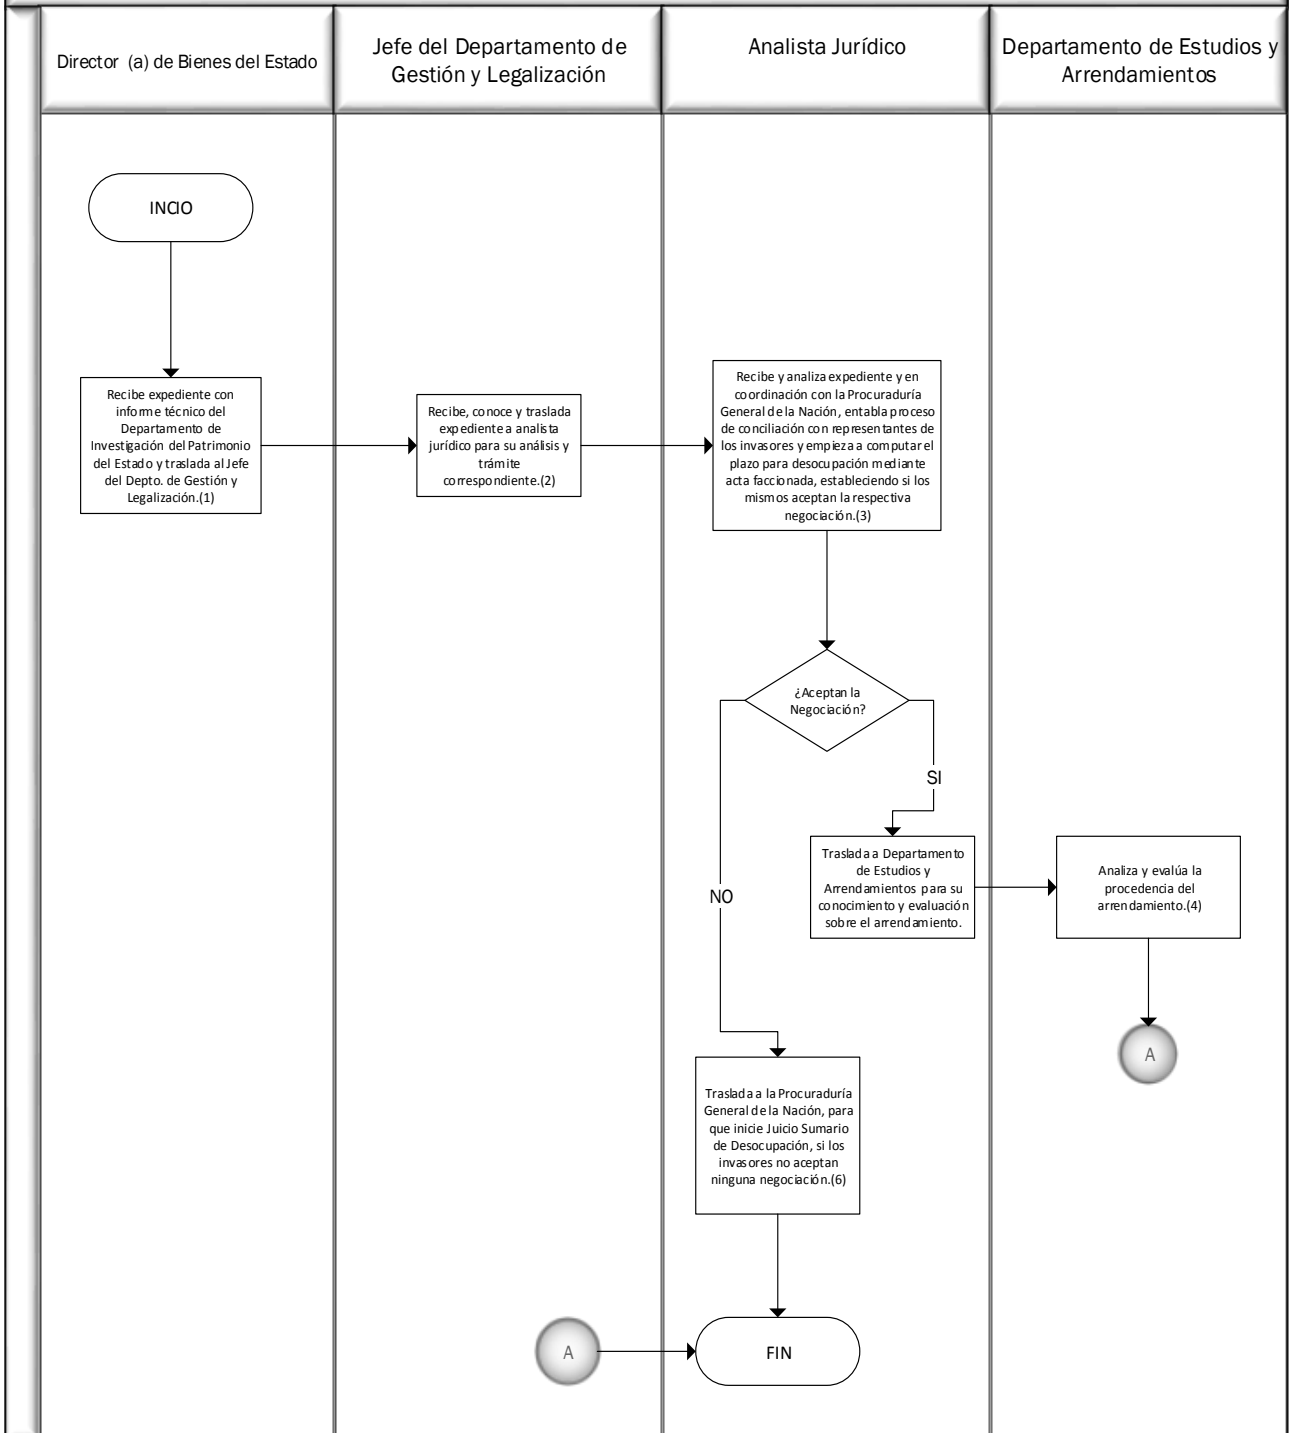 Director (a) de Bienes del Estado
Jefe del Departamento de
Gestión y Legalización
Analista Jurídico
Departamento de Estudios y
Arrendamientos
INCIO
Recibe expediente con
informe técnico del
Departamento de
Investigación del Patrimonio
del Estado y traslada al Jefe
del Depto. de Gestión y
Legalización.(1)
Recibe, conoce y traslada
expediente a analista
jurídico para su análisis y
trámite
correspondiente.(2)
Recibe y analiza expediente y en
coordinación con la Procuraduría
General de la Nación, entabla proceso
de conciliación con representantes de
los invasores y empieza a computar el
plazo para desocupación mediante
acta faccionada, estableciendo si los
mismos aceptan la respectiva
negociación.(3)
¿Aceptan la
Negociación?
SI
NO
Traslada a Departamento
de Estudios y
Arrendamientos para su
conocimiento y evaluación
sobre el arrendamiento.
Analiza y evalúa la
procedencia del
arrendamiento.(4)
A
Traslada a la Procuraduría
General de la Nación, para
que inicie Juicio Sumario
de Desocupación, si los
invasores no aceptan
ninguna negociación.(6)
A
FIN